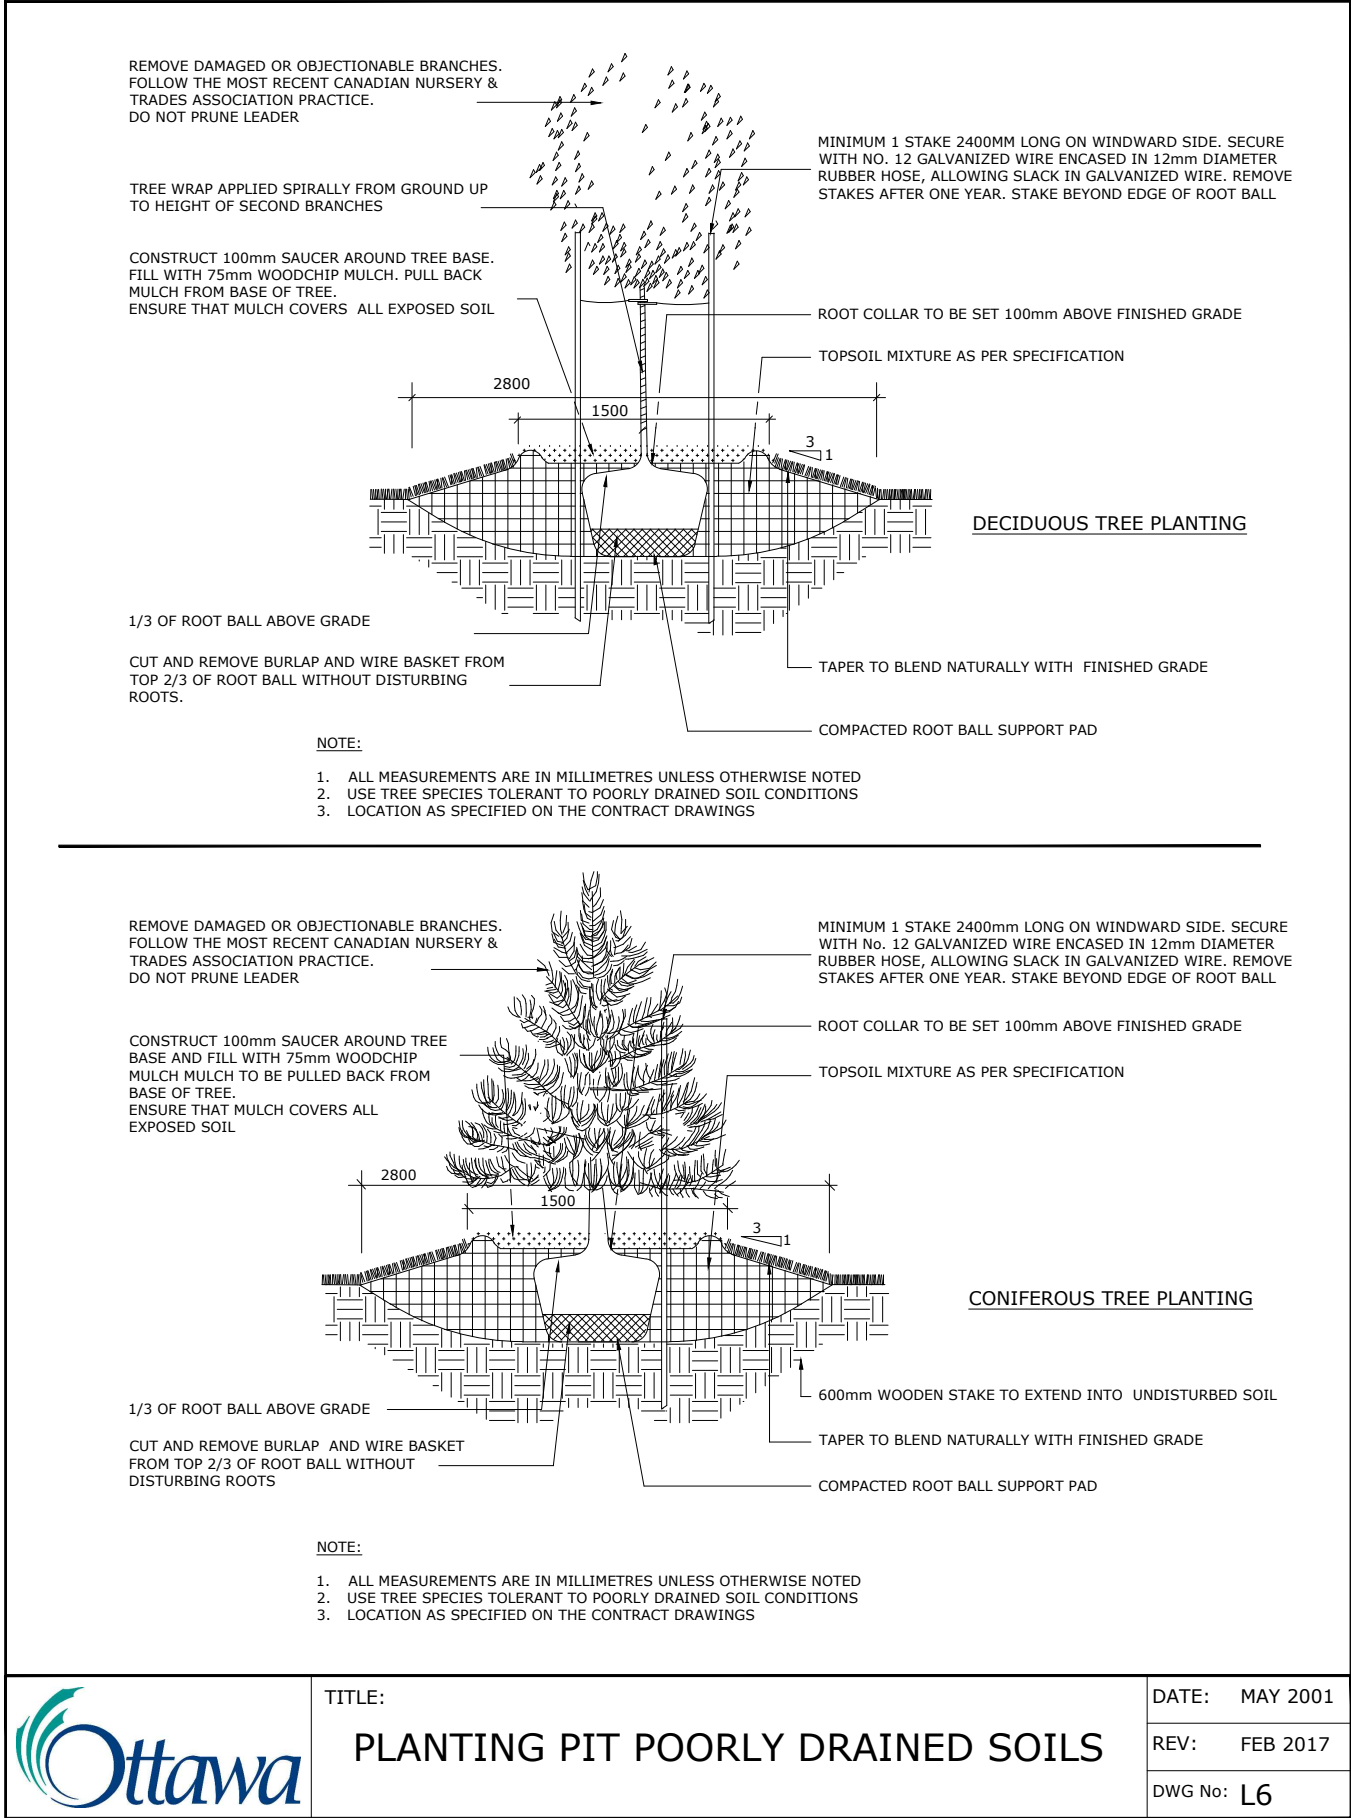 REMOVE DAMAGED OR OBJECTIONABLE BRANCHES.
FOLLOW THE MOST RECENT CANADIAN NURSERY &
TRADES ASSOCIATION PRACTICE.
DO NOT PRUNE LEADER
MINIMUM 1 STAKE 2400MM LONG ON WINDWARD SIDE. SECURE
WITH NO. 12 GALVANIZED WIRE ENCASED IN 12mm DIAMETER
RUBBER HOSE, ALLOWING SLACK IN GALVANIZED WIRE. REMOVE
STAKES AFTER ONE YEAR. STAKE BEYOND EDGE OF ROOT BALL
TREE WRAP APPLIED SPIRALLY FROM GROUND UP
TO HEIGHT OF SECOND BRANCHES
CONSTRUCT 100mm SAUCER AROUND TREE BASE.
FILL WITH 75mm WOODCHIP MULCH. PULL BACK
MULCH FROM BASE OF TREE.
ENSURE THAT MULCH COVERS ALL EXPOSED SOIL
ROOT COLLAR TO BE SET 100mm ABOVE FINISHED GRADE
TOPSOIL MIXTURE AS PER SPECIFICATION
2800
1500
3
1
DECIDUOUS TREE PLANTING
1/3 OF ROOT BALL ABOVE GRADE
CUT AND REMOVE BURLAP AND WIRE BASKET FROM
TOP 2/3 OF ROOT BALL WITHOUT DISTURBING
ROOTS.
TAPER TO BLEND NATURALLY WITH FINISHED GRADE
COMPACTED ROOT BALL SUPPORT PAD
NOTE:
1. ALL MEASUREMENTS ARE IN MILLIMETRES UNLESS OTHERWISE NOTED
2. USE TREE SPECIES TOLERANT TO POORLY DRAINED SOIL CONDITIONS
3. LOCATION AS SPECIFIED ON THE CONTRACT DRAWINGS
REMOVE DAMAGED OR OBJECTIONABLE BRANCHES.
FOLLOW THE MOST RECENT CANADIAN NURSERY &
TRADES ASSOCIATION PRACTICE.
DO NOT PRUNE LEADER
MINIMUM 1 STAKE 2400mm LONG ON WINDWARD SIDE. SECURE
WITH No. 12 GALVANIZED WIRE ENCASED IN 12mm DIAMETER
RUBBER HOSE, ALLOWING SLACK IN GALVANIZED WIRE. REMOVE
STAKES AFTER ONE YEAR. STAKE BEYOND EDGE OF ROOT BALL
ROOT COLLAR TO BE SET 100mm ABOVE FINISHED GRADE
CONSTRUCT 100mm SAUCER AROUND TREE
BASE AND FILL WITH 75mm WOODCHIP
MULCH MULCH TO BE PULLED BACK FROM
BASE OF TREE.
ENSURE THAT MULCH COVERS ALL
EXPOSED SOIL
TOPSOIL MIXTURE AS PER SPECIFICATION
2800
1500
3
1
CONIFEROUS TREE PLANTING
600mm WOODEN STAKE TO EXTEND INTO UNDISTURBED SOIL
1/3 OF ROOT BALL ABOVE GRADE
CUT AND REMOVE BURLAP AND WIRE BASKET
FROM TOP 2/3 OF ROOT BALL WITHOUT
DISTURBING ROOTS
TAPER TO BLEND NATURALLY WITH FINISHED GRADE
COMPACTED ROOT BALL SUPPORT PAD
NOTE:
1. ALL MEASUREMENTS ARE IN MILLIMETRES UNLESS OTHERWISE NOTED
2. USE TREE SPECIES TOLERANT TO POORLY DRAINED SOIL CONDITIONS
3. LOCATION AS SPECIFIED ON THE CONTRACT DRAWINGS
Ottawa
TITLE:
PLANTING PIT POORLY DRAINED SOILS
DATE: MAY 2001
REV: FEB 2017
DWG No: L6